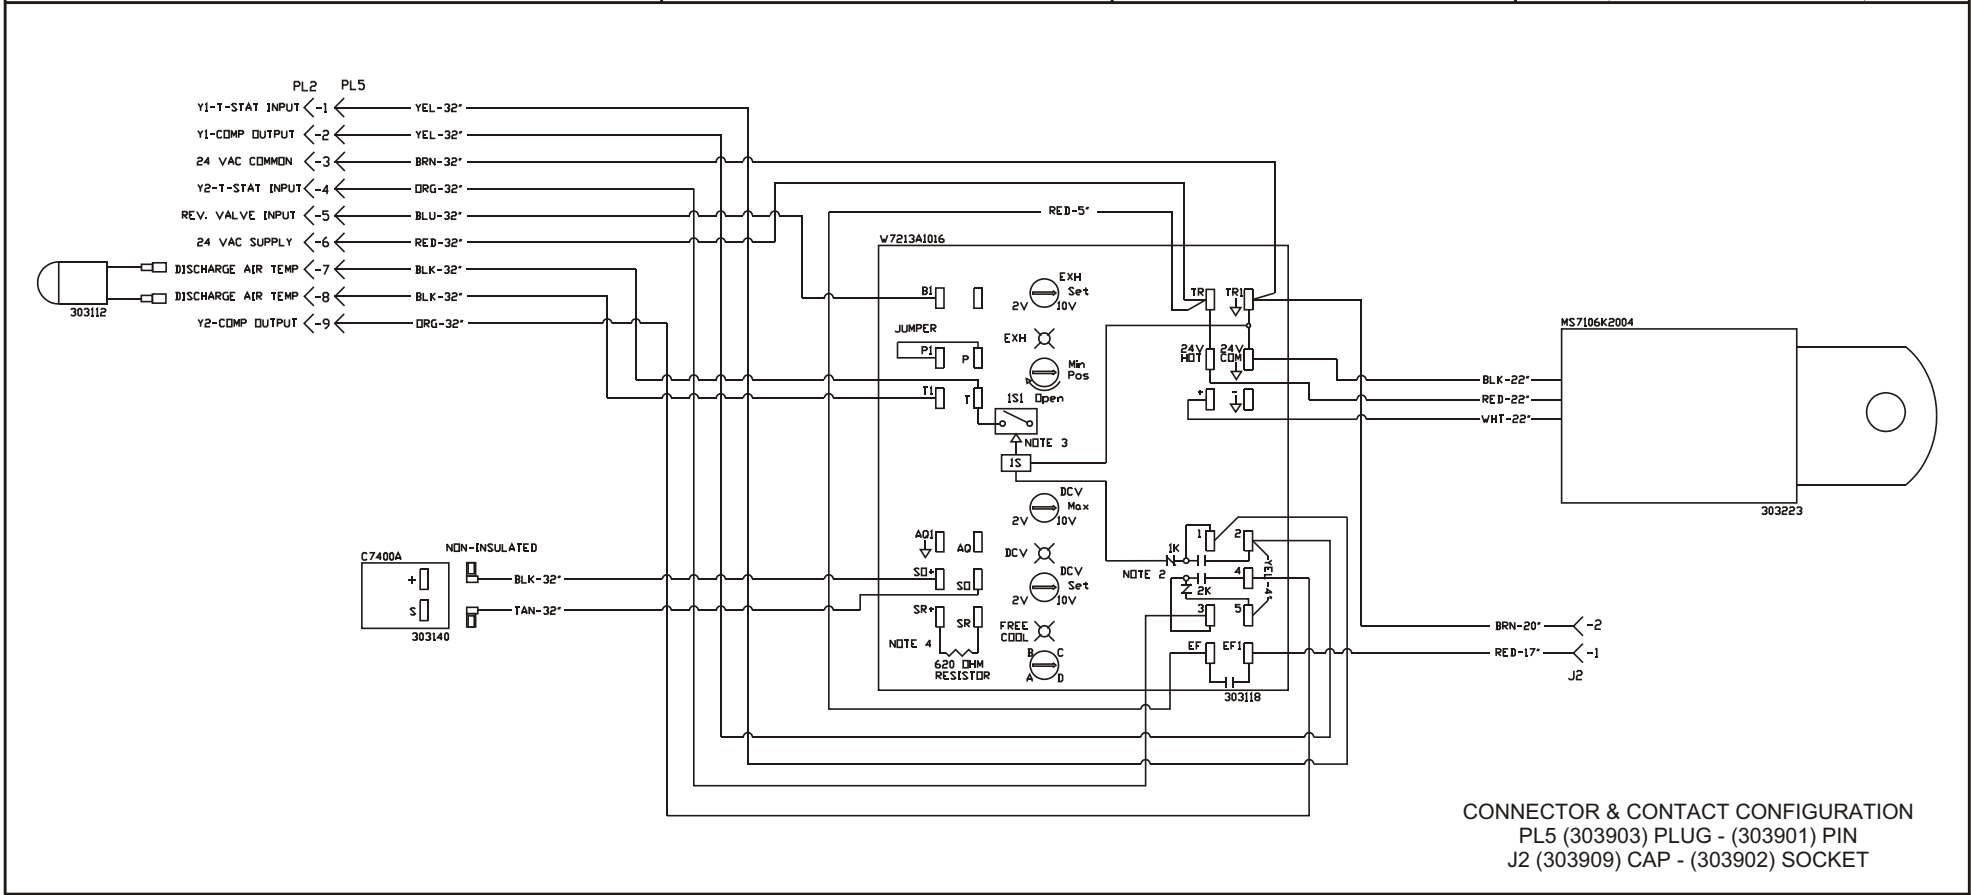 PL2 PL5
Y1-T-STAT INPUT -1 YEL-32"
Y1-COMP OUTPUT -2 YEL-32"
24 VAC COMMON -3 BRN-32"
Y2-T-STAT INPUT -4 ORG-32"
REV. VALVE INPUT -5 BLU-32"
24 VAC SUPPLY -6 RED-32"
DISCHARGE AIR TEMP -7 BLK-32"
DISCHARGE AIR TEMP -8 BLK-32"
Y2-COMP OUTPUT -9 ORG-32"
303112
RED-5"
W7213A1016
B1
EXH
Set
2V 10V
TR TR1
JUMPER
EXH
P1 P
Min
Pos
24V
HOT
24V
COM
T1 T
1S1 Open
+ -
NOTE 3
1S
MS7106K2004
BLK-22"
RED-22"
WHT-22"
303223
DCV
Max
2V 10V
AQ1 AQ
DCV
1 2
1K
NOTE 2
4
2K
YEL-4"
3 5
NON-INSULATED
C7400A
+
S
303140
BLK-32"
TAN-32"
SO+ SO
DCV
Set
2V 10V
SR+ SR
NOTE 4
FREE
COOL
620 OHM
RESISTOR
B C
A D
EF EF1
303118
BRN-20" -2
RED-17" -1
J2
CONNECTOR & CONTACT CONFIGURATION
PL5 (303903) PLUG - (303901) PIN
J2 (303909) CAP - (303902) SOCKET